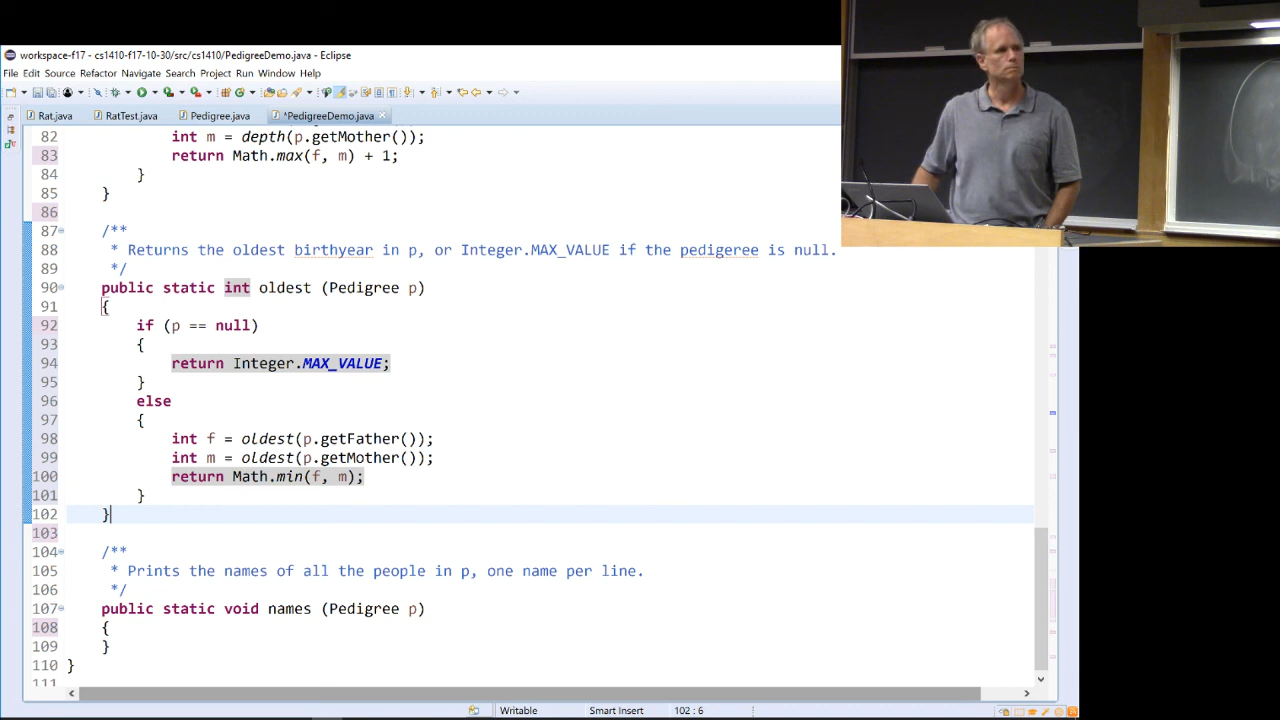 workspace-f17 - cs1410-f17-10-30/src/cs1410/PedigreeDemo.java - Eclipse
File Edit Source Refactor Navigate Search Project Run Window Help
Rat.java RatTest.java Pedigree.java *PedigreeDemo.java
82 int m = depth(p.getMother());
83 return Math.max(f, m) + 1;
84 }
85 }
86
87 /**
88 * Returns the oldest birthyear in p, or Integer.MAX_VALUE if the pedigeree is null.
89 */
90 public static int oldest (Pedigree p)
91 {
92 if (p == null)
93 {
94 return Integer.MAX_VALUE;
95 }
96 else
97 {
98 int f = oldest(p.getFather());
99 int m = oldest(p.getMother());
100 return Math.min(f, m);
101 }
102 }
103
104 /**
105 * Prints the names of all the people in p, one name per line.
106 */
107 public static void names (Pedigree p)
108 {
109 }
110 }
111
Writable Smart Insert 102 : 6